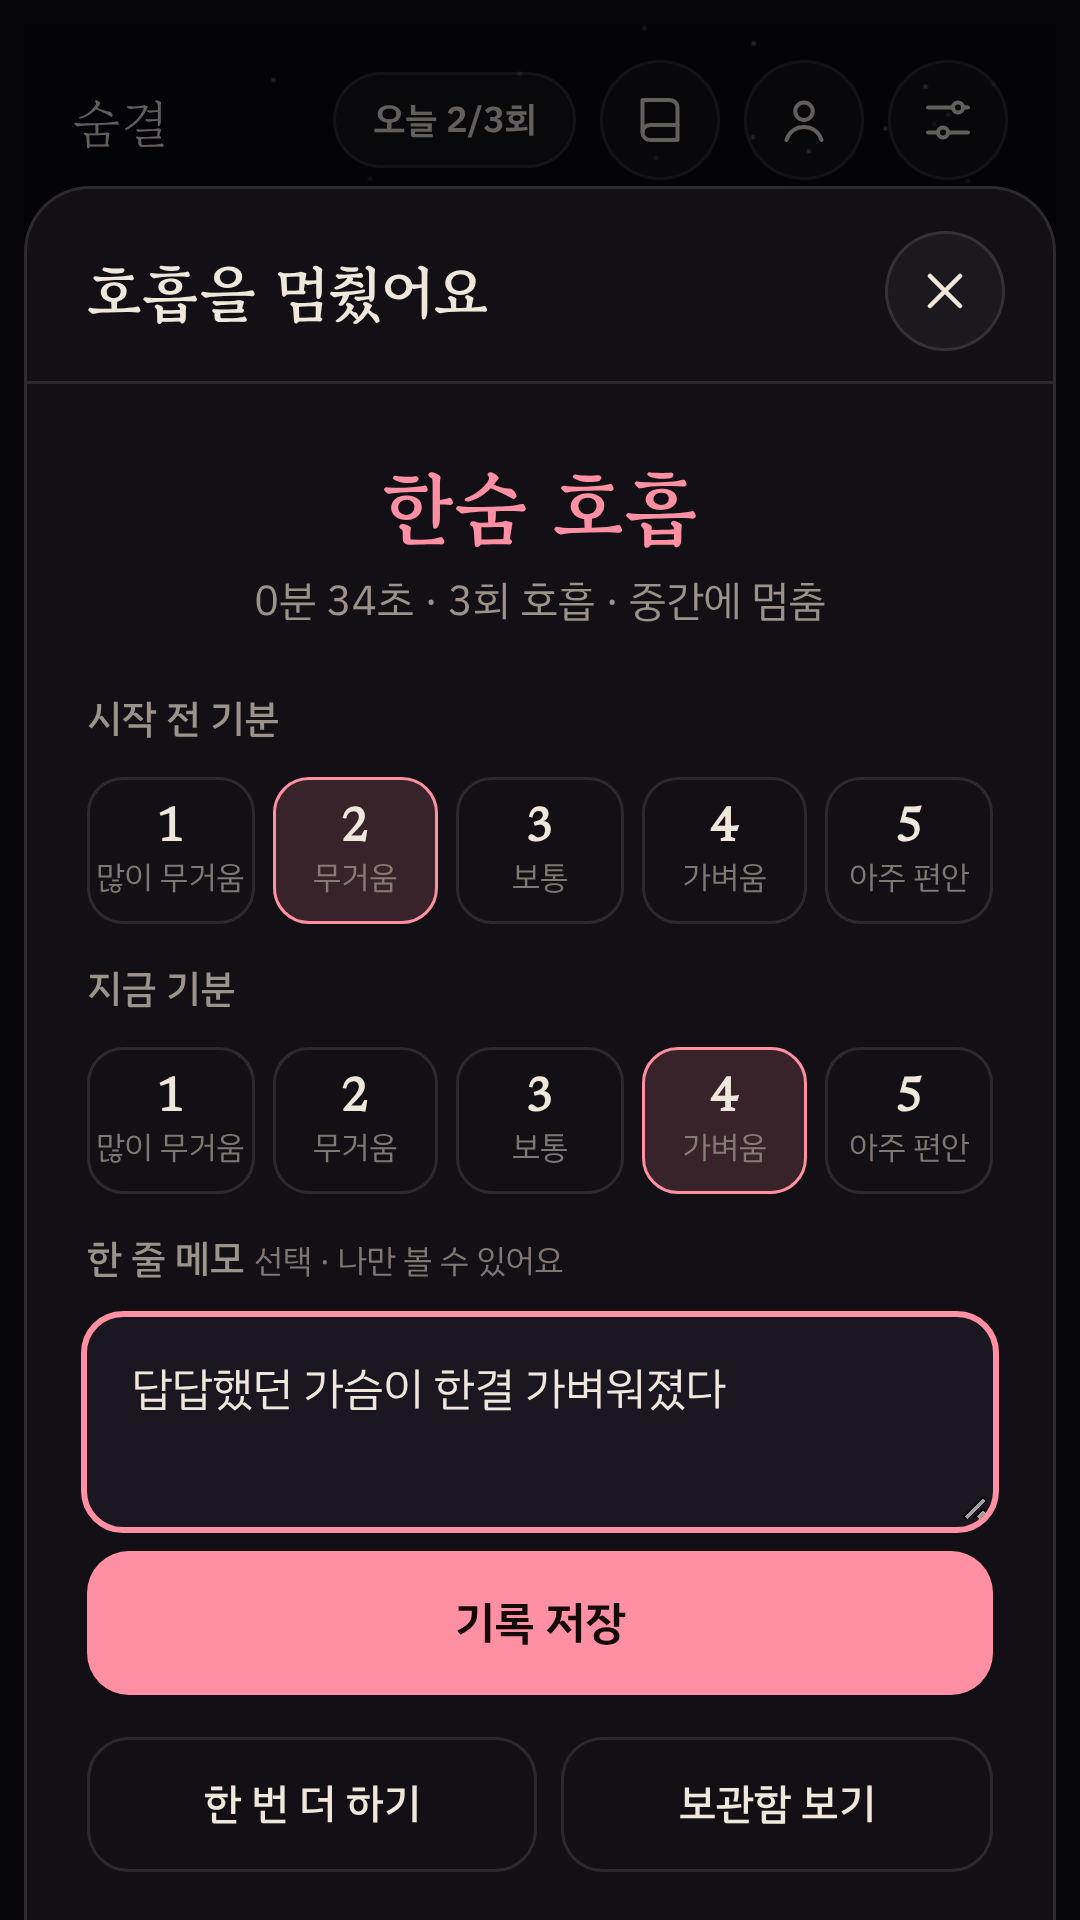 숨결
오늘 2/3회
호흡을 멈췄어요
한숨 호흡
0분 34초 · 3회 호흡 · 중간에 멈춤
시작 전 기분
1 2 3 4 5
많이 무거움 무거움 보통 가벼움 아주 편안
지금 기분
1 2 3 4 5
많이 무거움 무거움 보통 가벼움 아주 편안
한 줄 메모 선택 · 나만 볼 수 있어요
답답했던 가슴이 한결 가벼워졌다
기록 저장
한 번 더 하기 보관함 보기